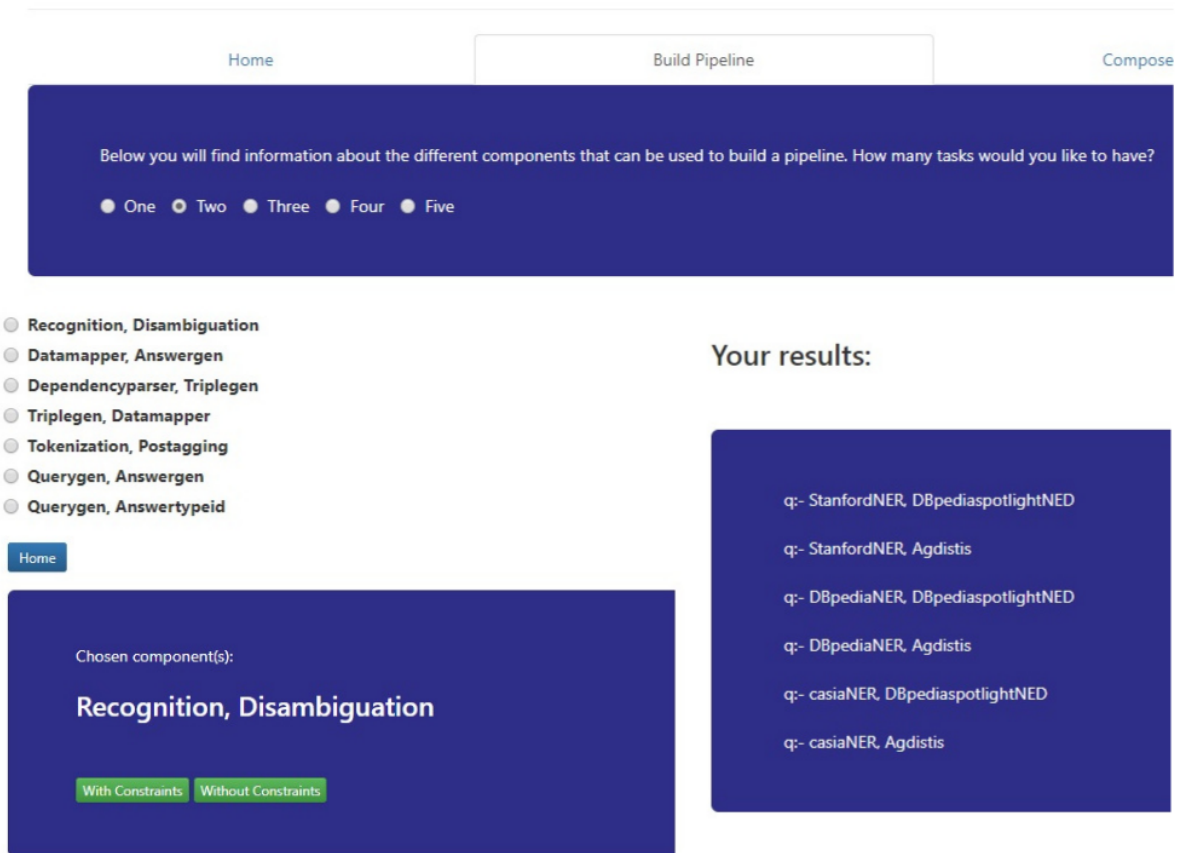 Home
Build Pipeline
Compose
Below you will find information about the different components that can be used to build a pipeline. How many tasks would you like to have?
One Two Three Four Five
Recognition, Disambiguation
Datamapper, Answergen
Dependencyparser, Triplegen
Triplegen, Datamapper
Tokenization, Postagging
Querygen, Answergen
Querygen, Answertypeid
Home
Chosen component(s):
Recognition, Disambiguation
With Constraints Without Constraints
Your results:
q:- StanfordNER, DBpediaspotlightNED
q:- StanfordNER, Agdistis
q:- DBpediaNER, DBpediaspotlightNED
q:- DBpediaNER, Agdistis
q:- casiaNER, DBpediaspotlightNED
q:- casiaNER, Agdistis